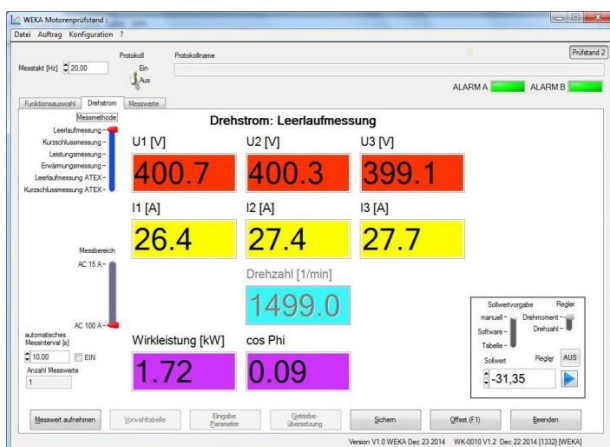 WEKA Motorenprüfstand :
Datei Auftrag Konfiguration ?
Prüfstand 2
Messtakt [Hz] 20,00
Protokoll
Ein
Aus
Protokollname
ALARM A
ALARM B
Funktionsauswahl Drehstrom Messwerte
Messmethode
Leerlaufmessung
Kurzschlussmessung
Leistungsmessung
Erwärmungsmessung
Leerlaufmessung ATEX
Kurzschlussmessung ATEX
Drehstrom: Leerlaufmessung
U1 [V] U2 [V] U3 [V]
400.7 400.3 399.1
I1 [A] I2 [A] I3 [A]
26.4 27.4 27.7
Messbereich
AC 15 A
AC 100 A
Drehzahl [1/min]
1499.0
automatisches
Messinterval [s]
10,00 EIN
Anzahl Messwerte
1
Wirkleistung [kW] cos Phi
1.72 0.09
Sollwertvorgabe Regler
manuell Drehmoment
Software Drehzahl
Tabelle
Sollwert Regler AUS
-31,35
Messwert aufnehmen
Vorwahltabelle
Eingabe
Parameter
Getriebe-
übersetzung
Sichern
Offset (F1)
Beenden
Version V1.0 WEKA Dec 23 2014 WK-0010 V1.2 Dec 22 2014 [1332] [WEKA]